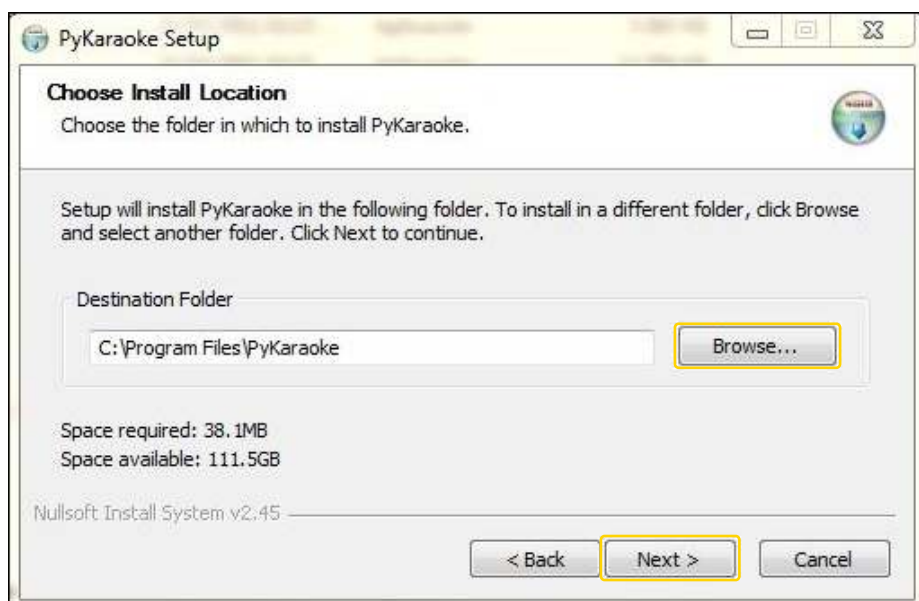 PyKaraoke Setup
Choose Install Location
Choose the folder in which to install PyKaraoke.
Setup will install PyKaraoke in the following folder. To install in a different folder, click Browse
and select another folder. Click Next to continue.
Destination Folder
C:\Program Files\PyKaraoke
Browse...
Space required: 38.1MB
Space available: 111.5GB
Nullsoft Install System v2.45
< Back
Next >
Cancel